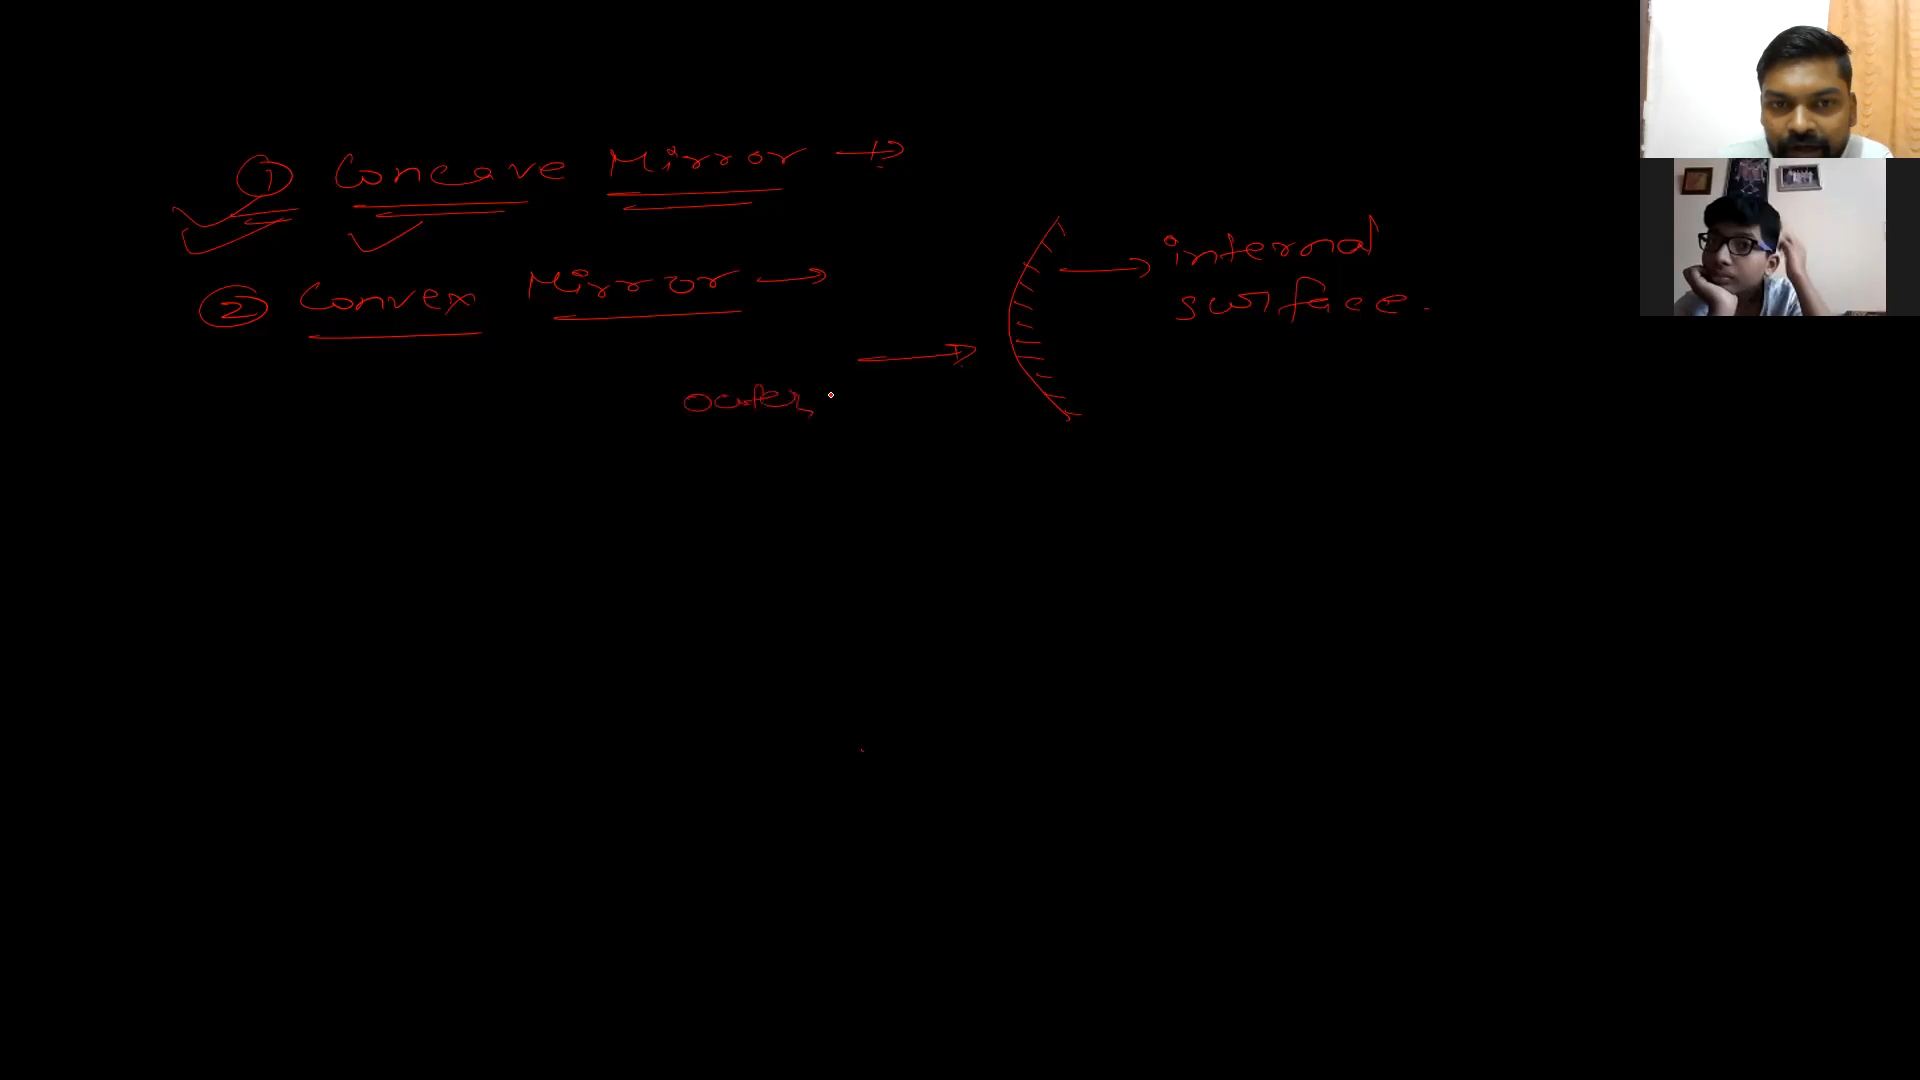 ① Concave Mirror →
② Convex Mirror →
→ internal
surface.
→
outer